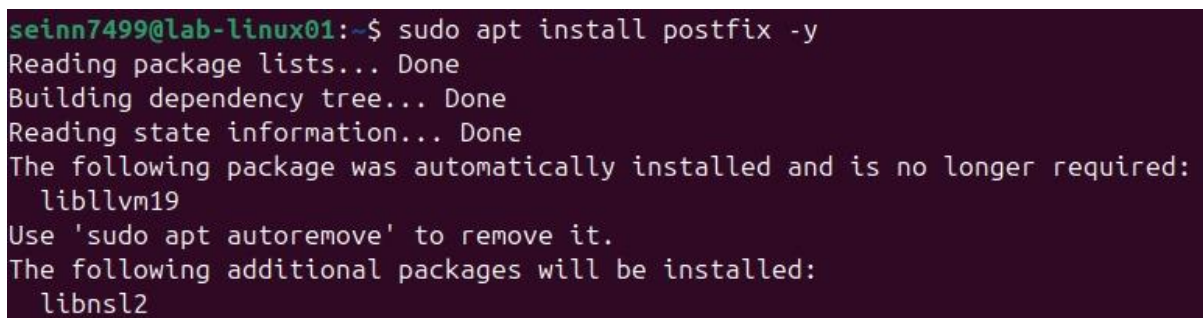 seinn7499@lab-linux01:~$ sudo apt install postfix -y
Reading package lists... Done
Building dependency tree... Done
Reading state information... Done
The following package was automatically installed and is no longer required:
  libllvm19
Use 'sudo apt autoremove' to remove it.
The following additional packages will be installed:
  libnsl2